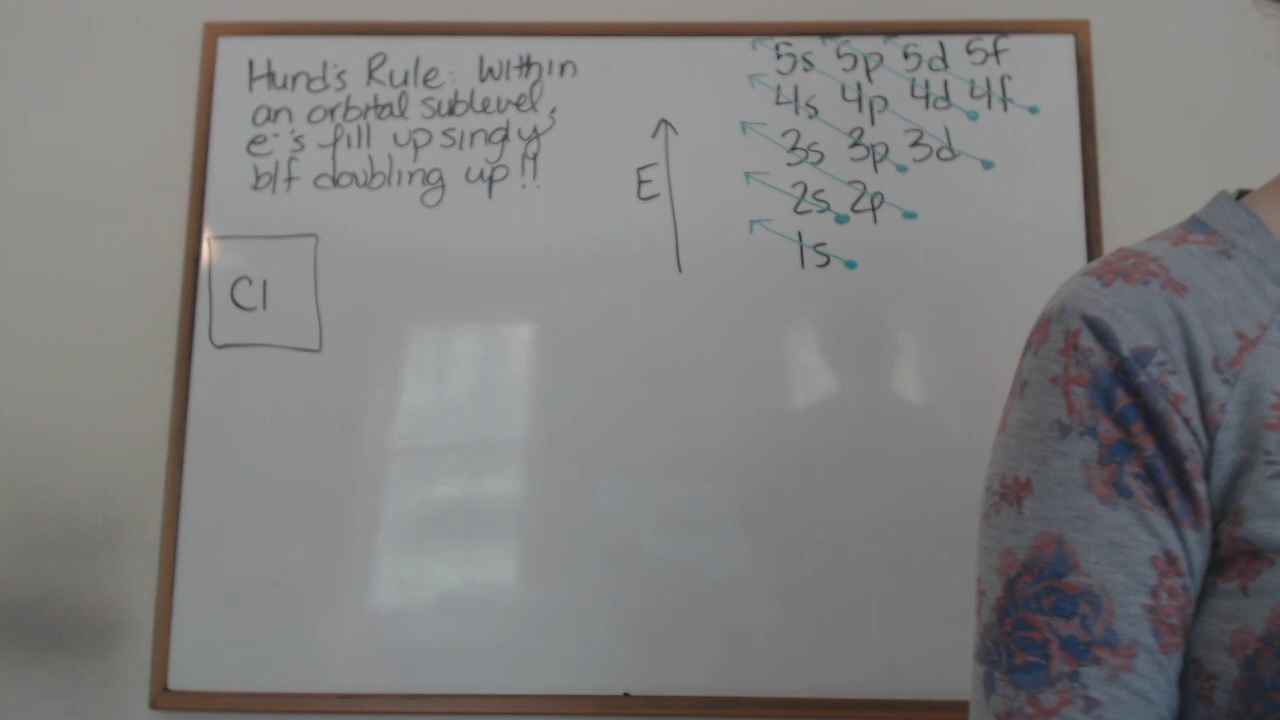 Hund's Rule: Within
an orbital sublevel,
e⁻'s fill up singly
b/f doubling up!!
Cl
E
5s 5p 5d 5f
4s 4p 4d 4f
3s 3p 3d
2s 2p
1s